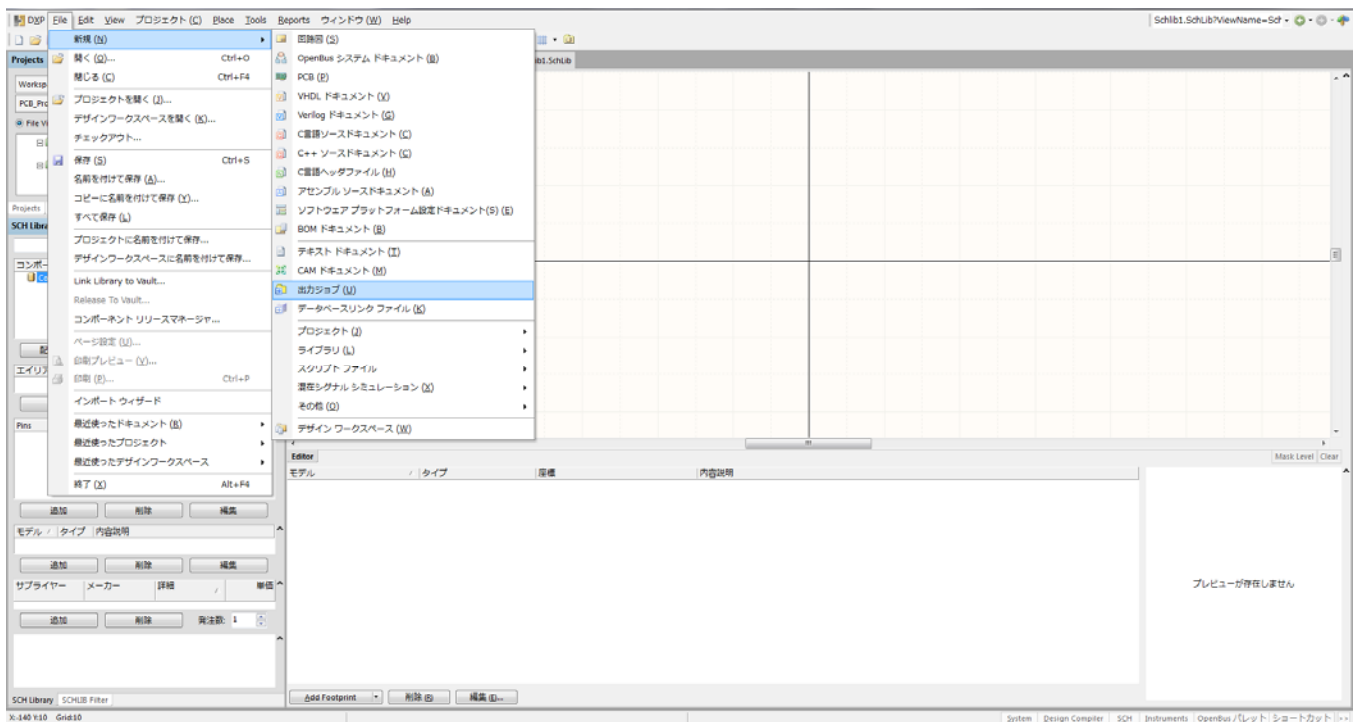 DXP File Edit View プロジェクト (C) Place Tools Reports ウィンドウ (W) Help
Schlib1.SchLib?ViewName=Sch
Projects
ib1.SchLib
Worksp
PCB_Pro
File Vi
Projects
SCH Libra
コンポー
Co
配
エイリア
Pins
新規 (N)
開く (O)... Ctrl+O
閉じる (C) Ctrl+F4
プロジェクトを開く (J)...
デザインワークスペースを開く (K)...
チェックアウト...
保存 (S) Ctrl+S
名前を付けて保存 (A)...
コピーに名前を付けて保存 (Y)...
すべて保存 (L)
プロジェクトに名前を付けて保存...
デザインワークスペースに名前を付けて保存...
Link Library to Vault...
Release To Vault...
コンポーネント リリースマネージャ...
ページ設定 (U)...
印刷プレビュー (V)...
印刷 (P)... Ctrl+P
インポート ウィザード
最近使ったドキュメント (R)
最近使ったプロジェクト
最近使ったデザインワークスペース
終了 (X) Alt+F4
回路図 (S)
OpenBus システム ドキュメント (B)
PCB (P)
VHDL ドキュメント (V)
Verilog ドキュメント (G)
C言語ソースドキュメント (C)
C++ ソースドキュメント (C)
C言語ヘッダファイル (H)
アセンブル ソースドキュメント (A)
ソフトウェア プラットフォーム設定ドキュメント(S) (E)
BOM ドキュメント (B)
テキスト ドキュメント (T)
CAM ドキュメント (M)
出力ジョブ (U)
データベースリンク ファイル (K)
プロジェクト (J)
ライブラリ (L)
スクリプト ファイル
混在シグナル シミュレーション (X)
その他 (O)
デザイン ワークスペース (W)
Editor
Mask Level Clear
モデル タイプ 座標 内容説明
追加 削除 編集
モデル タイプ 内容説明
追加 削除 編集
サプライヤー メーカー 詳細 単価
追加 削除 発注数: 1
プレビューが存在しません
SCH Library SCHLIB Filter
Add Footprint 削除 (R) 編集 (E)...
X:-140 Y:10 Grid:10
System Design Compiler SCH Instruments OpenBus パレット ショートカット >>